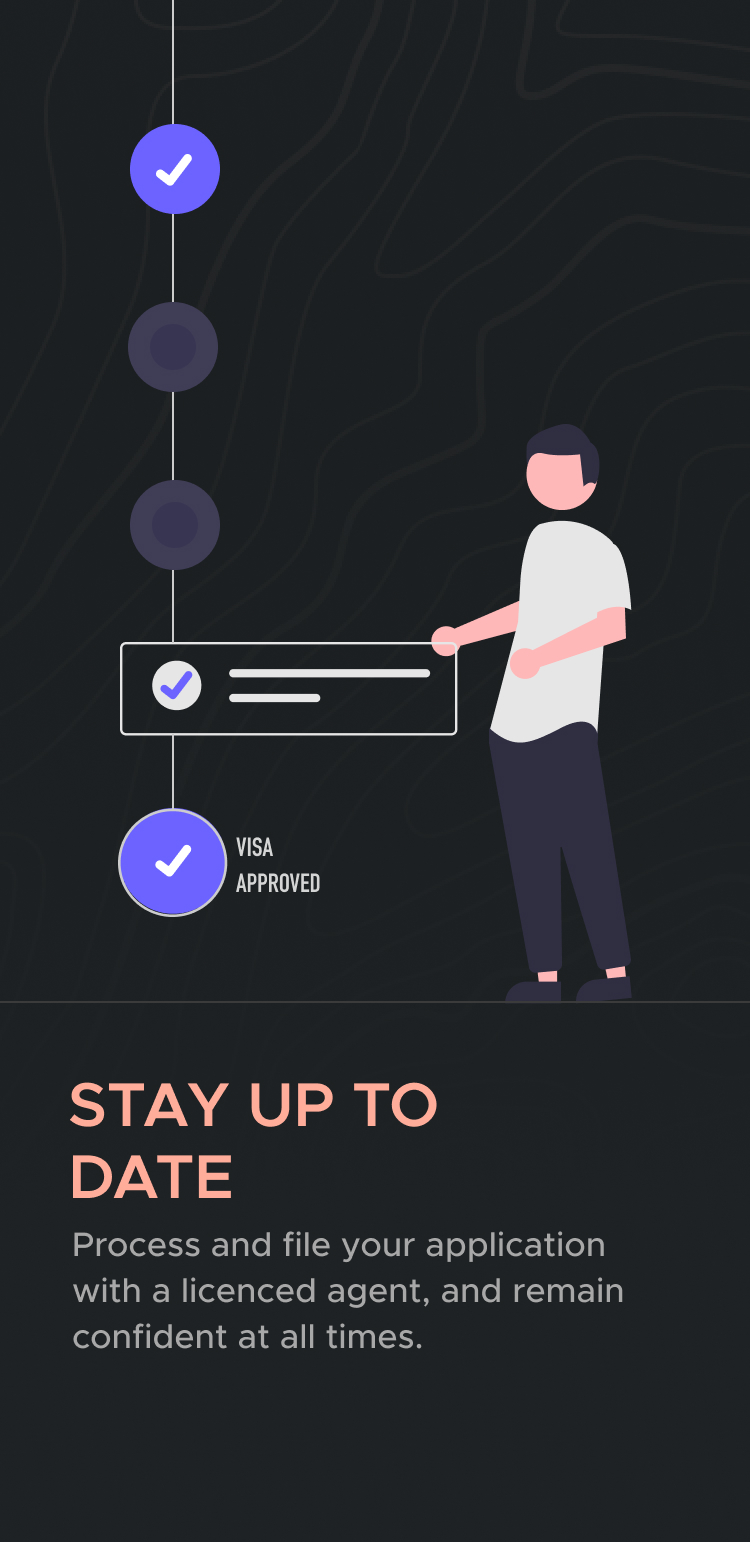 VISA
APPROVED
STAY UP TO
DATE
Process and file your application
with a licenced agent, and remain
confident at all times.